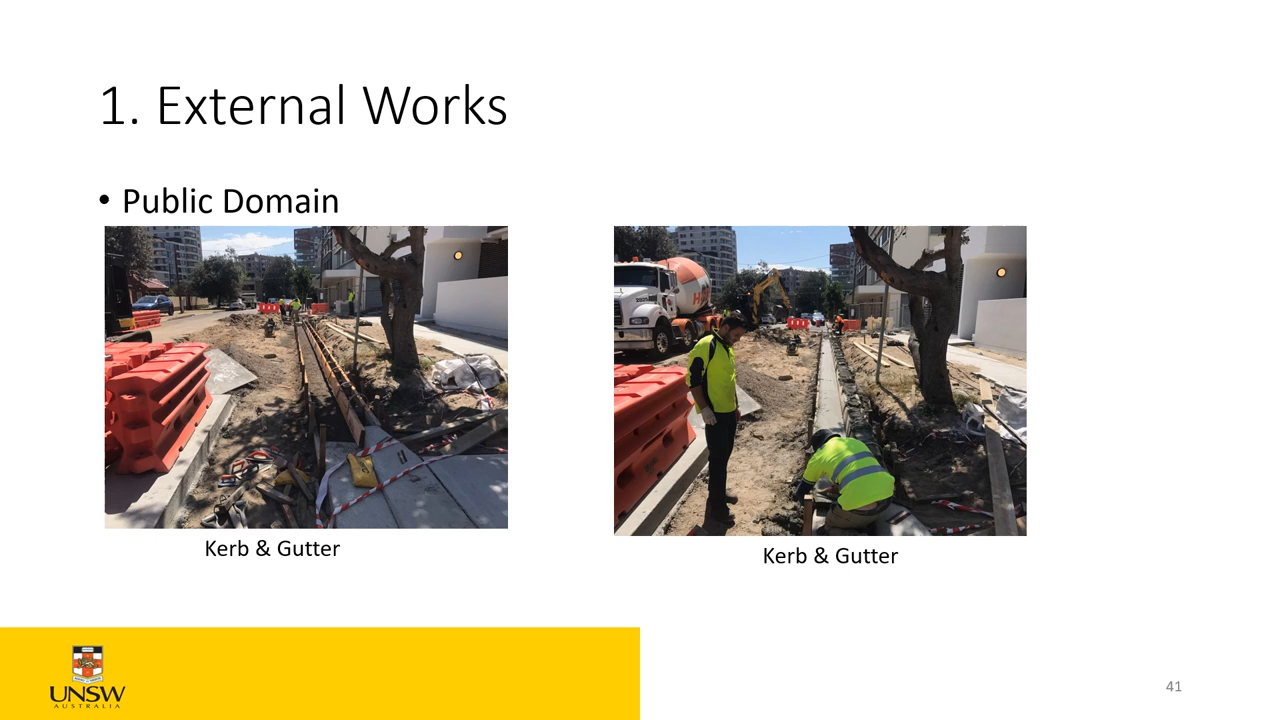 1. External Works
• Public Domain
Kerb & Gutter
Kerb & Gutter
UNSW
AUSTRALIA
41